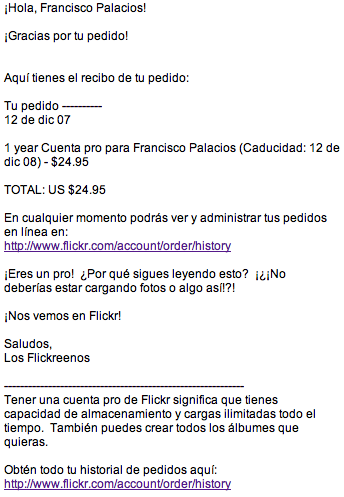 ¡Hola, Francisco Palacios!
¡Gracias por tu pedido!
Aquí tienes el recibo de tu pedido:
Tu pedido ----------
12 de dic 07
1 year Cuenta pro para Francisco Palacios (Caducidad: 12 de
dic 08) - $24.95
TOTAL: US $24.95
En cualquier momento podrás ver y administrar tus pedidos
en línea en:
http://www.flickr.com/account/order/history
¡Eres un pro!  ¿Por qué sigues leyendo esto?  ¡¿¡No
deberías estar cargando fotos o algo así!?!
¡Nos vemos en Flickr!
Saludos,
Los Flickreenos
------------------------------------------------------------
Tener una cuenta pro de Flickr significa que tienes
capacidad de almacenamiento y cargas ilimitadas todo el
tiempo.  También puedes crear todos los álbumes que
quieras.
Obtén todo tu historial de pedidos aquí:
http://www.flickr.com/account/order/history